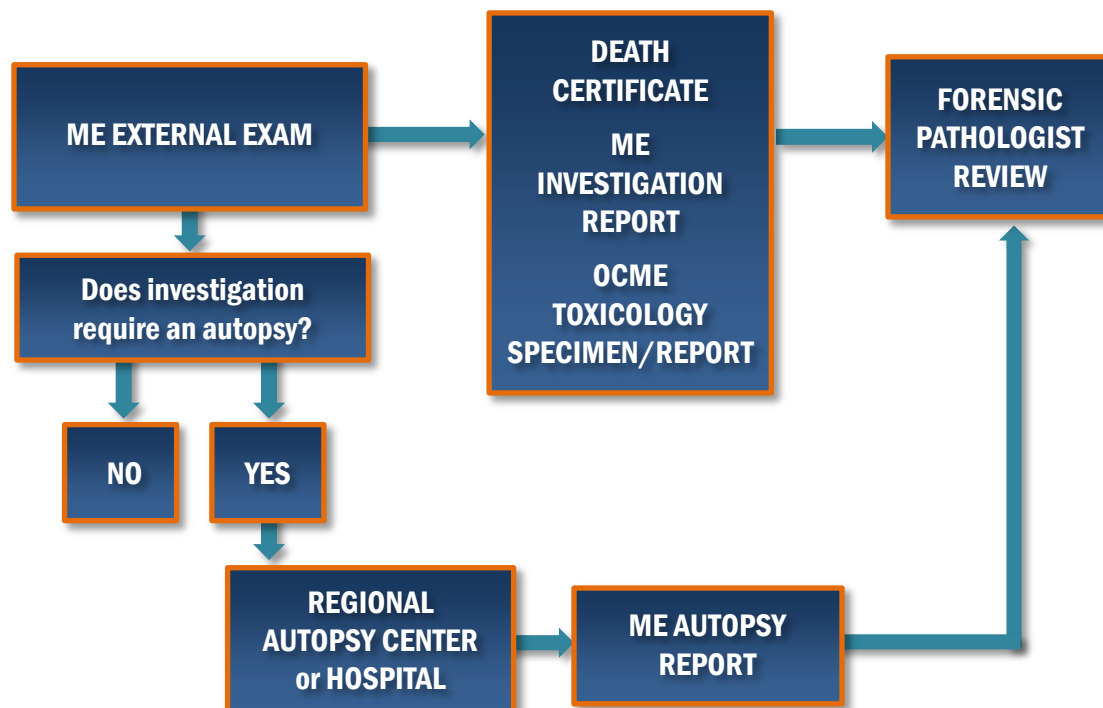 ME EXTERNAL EXAM
DEATH
CERTIFICATE
ME
INVESTIGATION
REPORT
OCME
TOXICOLOGY
SPECIMEN/REPORT
FORENSIC
PATHOLOGIST
REVIEW
Does investigation
require an autopsy?
NO
YES
REGIONAL
AUTOPSY CENTER
or HOSPITAL
ME AUTOPSY
REPORT